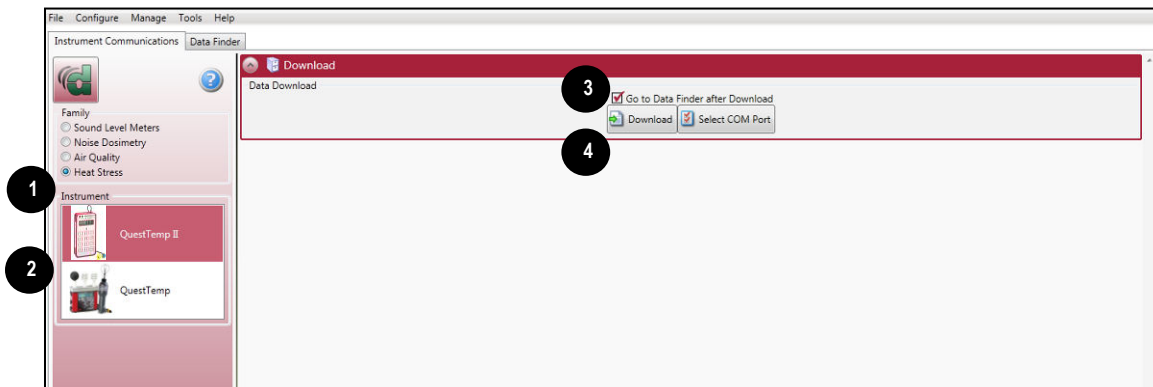 File Configure Manage Tools Help
Instrument Communications Data Finder
Download
Data Download
3
Go to Data Finder after Download
Download Select COM Port
4
?
Family
Sound Level Meters
Noise Dosimetry
Air Quality
Heat Stress
1
Instrument
QuestTemp II
2
QuestTemp